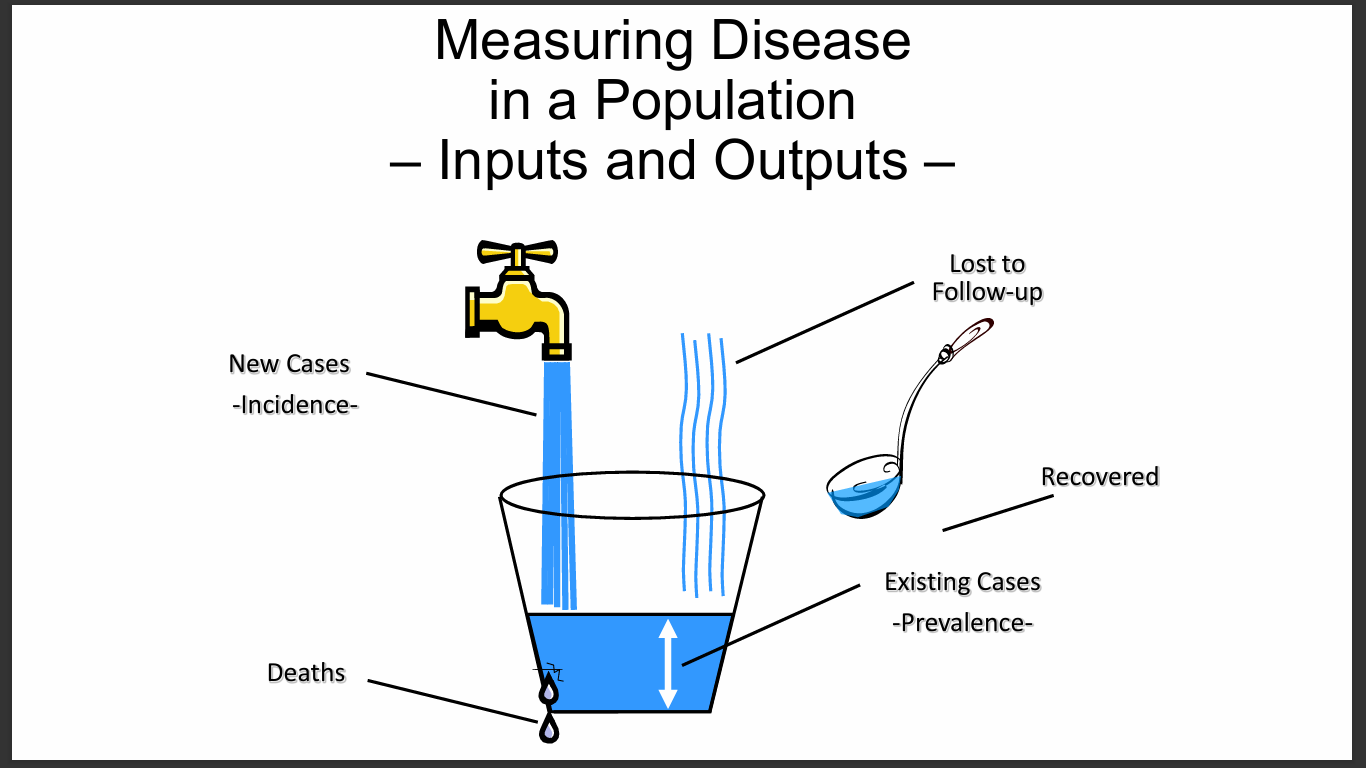 Measuring Disease
in a Population
– Inputs and Outputs –
Lost to
Follow-up
New Cases
-Incidence-
Recovered
Existing Cases
-Prevalence-
Deaths